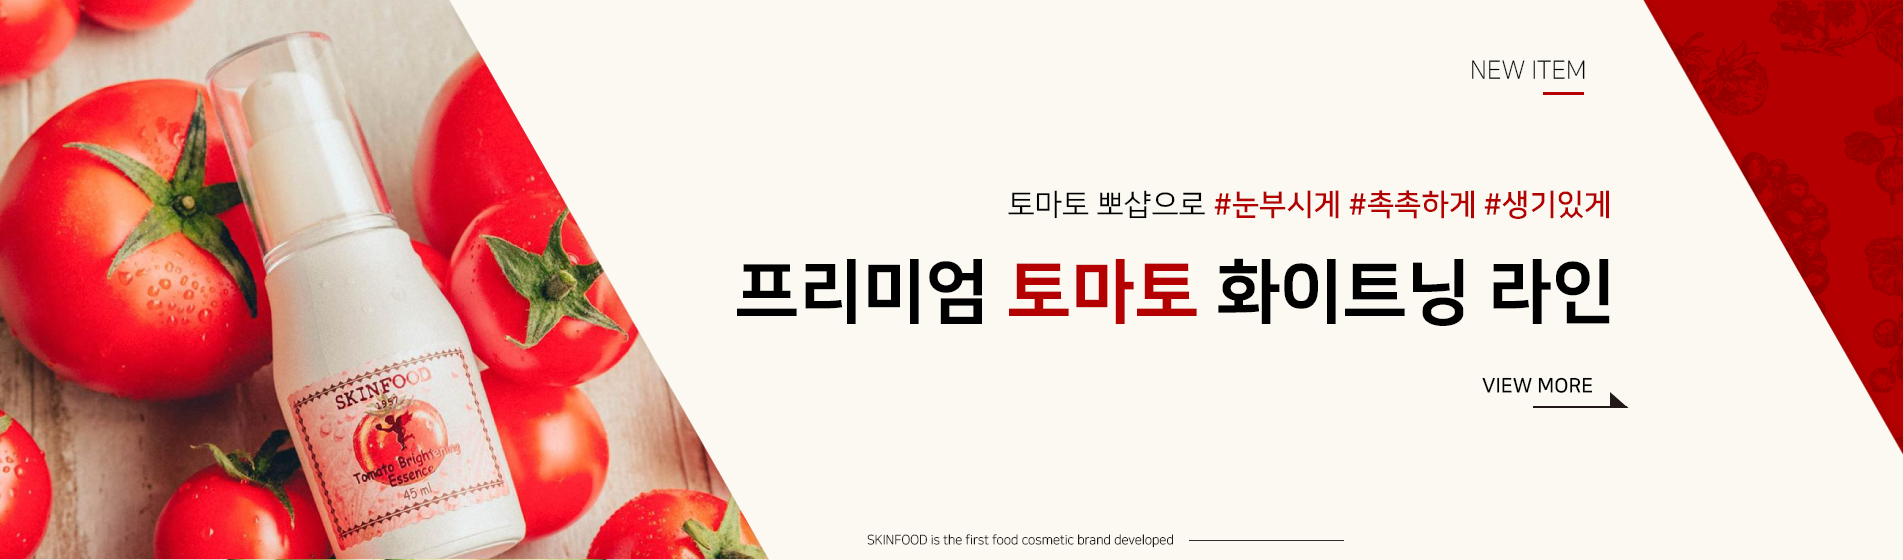 NEW ITEM
토마토 뽀샵으로 #눈부시게 #촉촉하게 #생기있게
프리미엄 토마토 화이트닝 라인
VIEW MORE
SKINFOOD
1957
Tomato Brightening
Essence
45 ml
SKINFOOD is the first food cosmetic brand developed